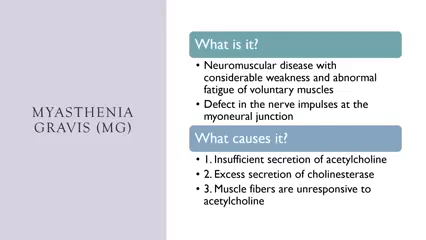 MYASTHENIA
GRAVIS (MG)
What is it?
• Neuromuscular disease with
considerable weakness and abnormal
fatigue of voluntary muscles
• Defect in the nerve impulses at the
myoneural junction
What causes it?
• 1. Insufficient secretion of acetylcholine
• 2. Excess secretion of cholinesterase
• 3. Muscle fibers are unresponsive to
acetylcholine